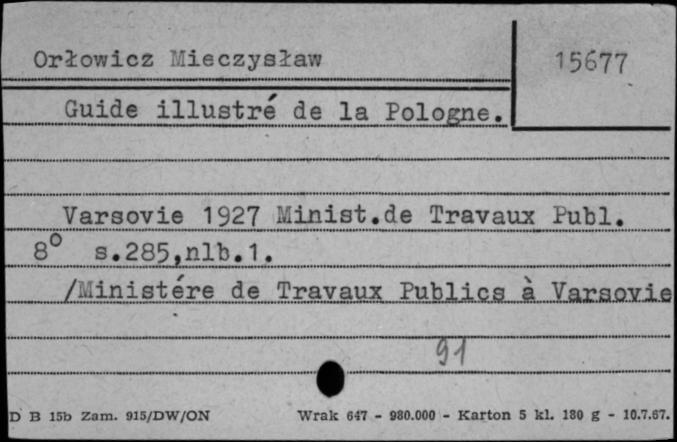 Orłowicz Mieczysław 15677
Guide illustré de la Pologne.
Varsovie 1927 Minist.de Travaux Publ.
8° s.285,nlb.1.
/Ministére de Travaux Publics à Varsovie
91
D B 15b Zam. 915/DW/ON Wrak 647 - 980.000 - Karton 5 kl. 180 g - 10.7.67.